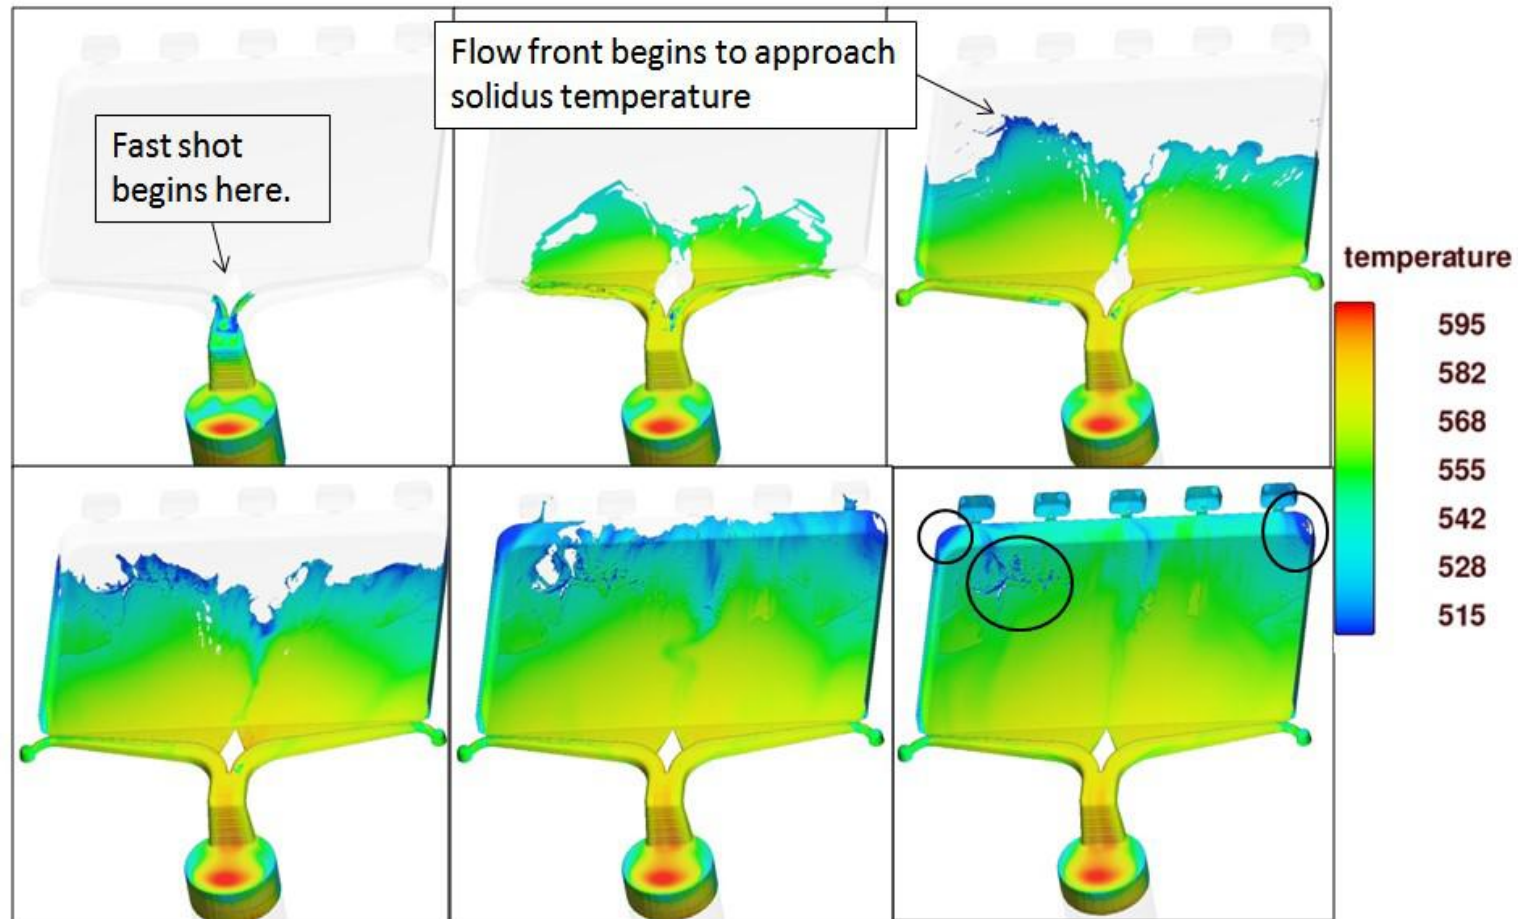 Fast shot
begins here.
Flow front begins to approach
solidus temperature
temperature
595
582
568
555
542
528
515